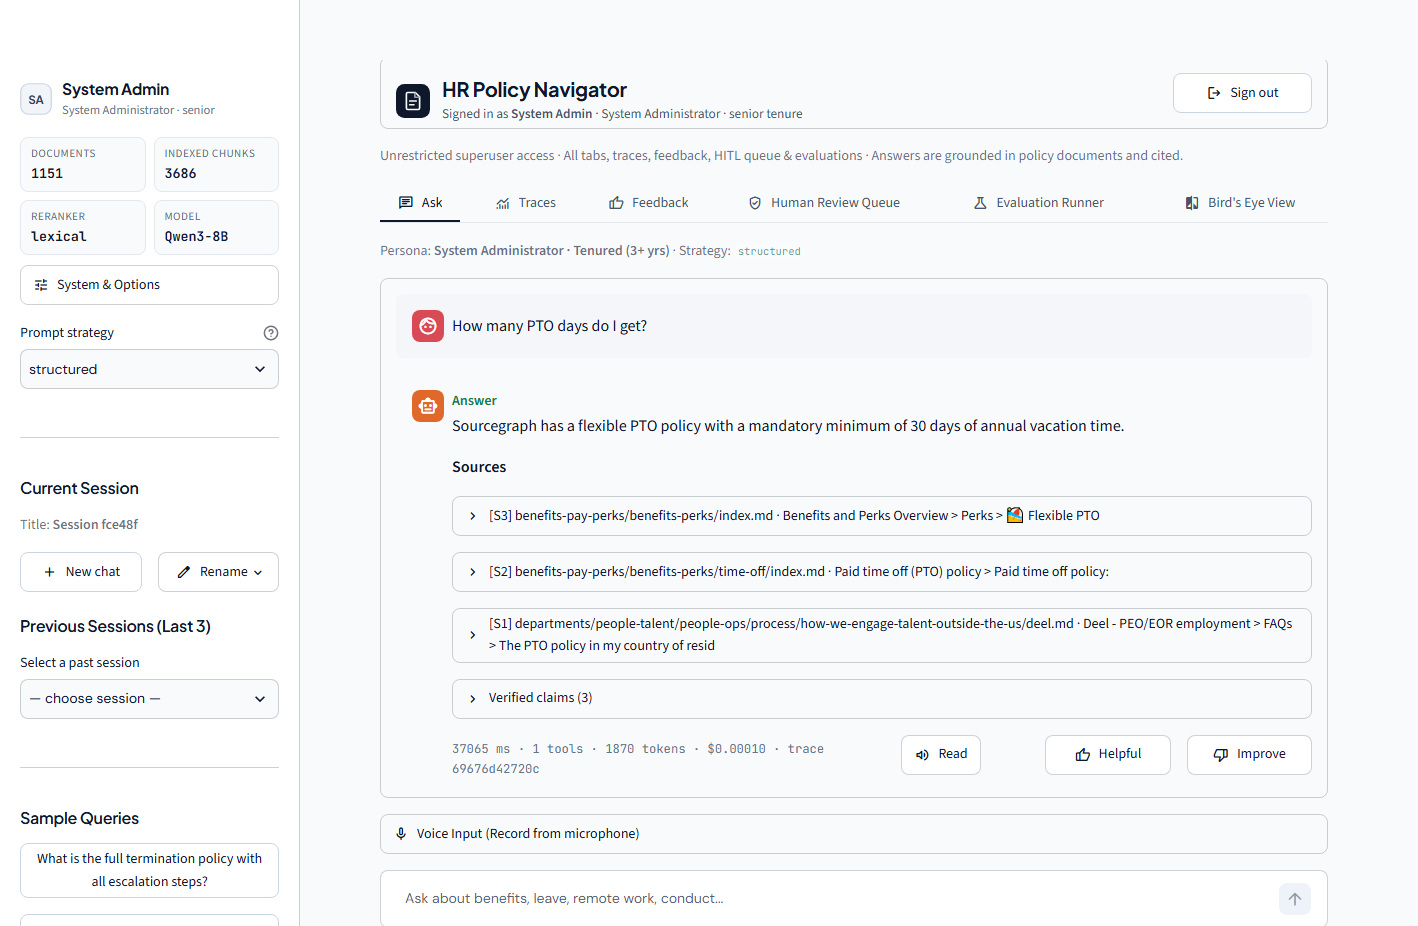 SA
System Admin
System Administrator · senior
DOCUMENTS
1151
INDEXED CHUNKS
3686
RERANKER
lexical
MODEL
Qwen3-8B
System & Options
Prompt strategy
structured
Current Session
Title: Session fce48f
New chat
Rename
Previous Sessions (Last 3)
Select a past session
— choose session —
Sample Queries
What is the full termination policy with
all escalation steps?
HR Policy Navigator
Signed in as System Admin · System Administrator · senior tenure
Sign out
Unrestricted superuser access · All tabs, traces, feedback, HITL queue & evaluations · Answers are grounded in policy documents and cited.
Ask
Traces
Feedback
Human Review Queue
Evaluation Runner
Bird's Eye View
Persona: System Administrator · Tenured (3+ yrs) · Strategy: structured
How many PTO days do I get?
Answer
Sourcegraph has a flexible PTO policy with a mandatory minimum of 30 days of annual vacation time.
Sources
[S3] benefits-pay-perks/benefits-perks/index.md · Benefits and Perks Overview > Perks > 🏖 Flexible PTO
[S2] benefits-pay-perks/benefits-perks/time-off/index.md · Paid time off (PTO) policy > Paid time off policy:
[S1] departments/people-talent/people-ops/process/how-we-engage-talent-outside-the-us/deel.md · Deel - PEO/EOR employment > FAQs
> The PTO policy in my country of resid
Verified claims (3)
37065 ms · 1 tools · 1870 tokens · $0.00010 · trace
69676d42720c
Read
Helpful
Improve
Voice Input (Record from microphone)
Ask about benefits, leave, remote work, conduct...